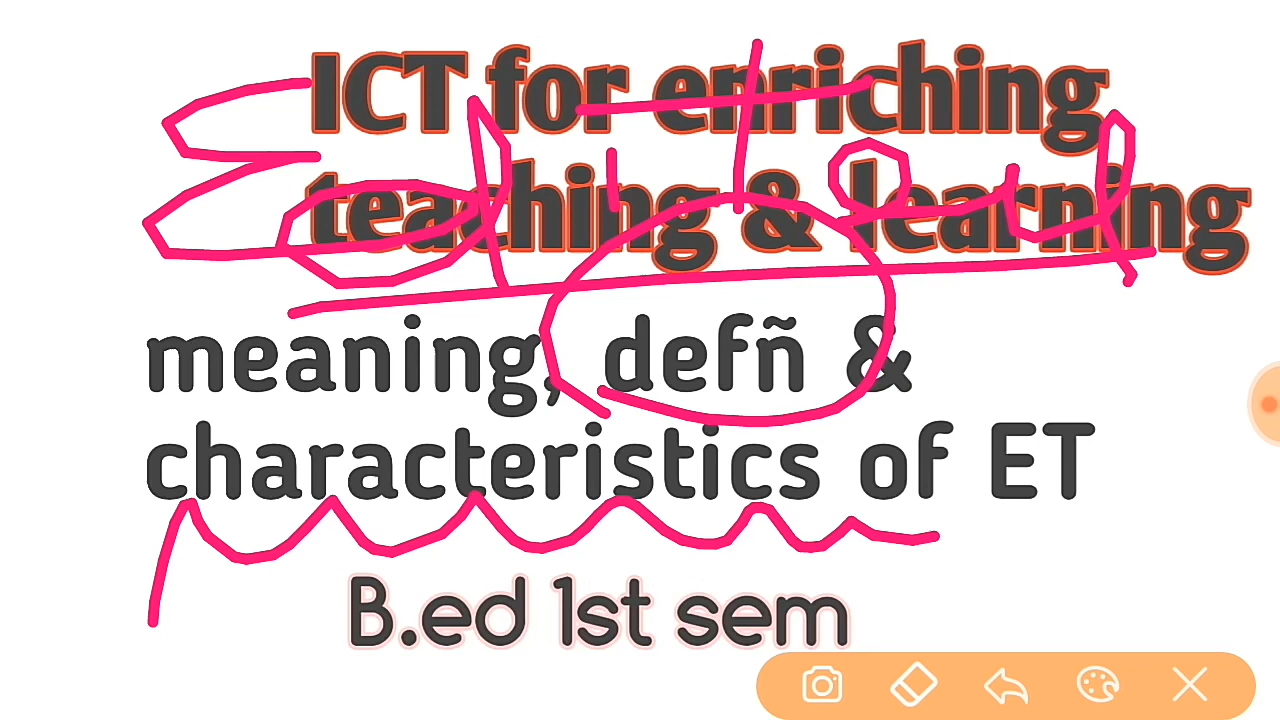 ICT for enriching
teaching & learning
meaning, defñ &
characteristics of ET
B.ed 1st sem